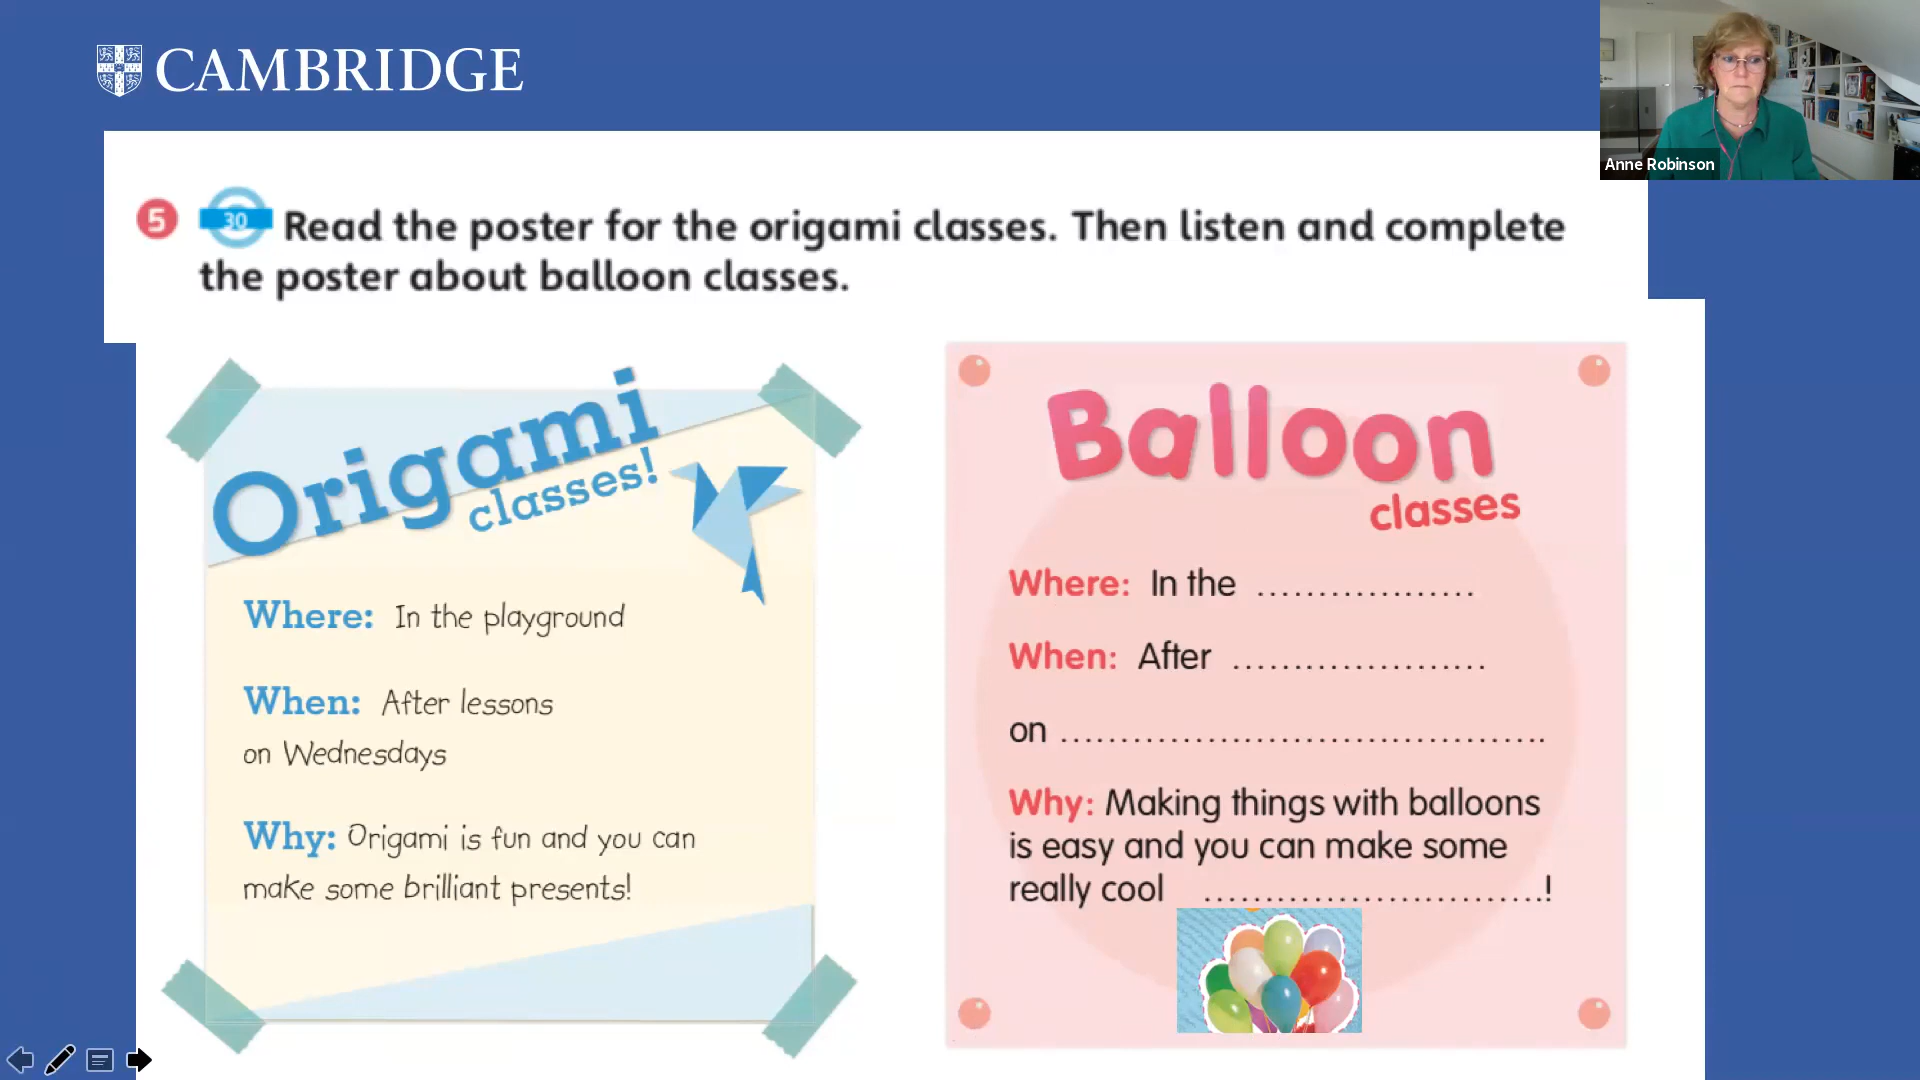 CAMBRIDGE
Anne Robinson
5 30 Read the poster for the origami classes. Then listen and complete
the poster about balloon classes.
Origami
classes!
Where: In the playground
When: After lessons
on Wednesdays
Why: Origami is fun and you can
make some brilliant presents!
Balloon
classes
Where: In the ..................
When: After .....................
on ........................................
Why: Making things with balloons
is easy and you can make some
really cool ............................!